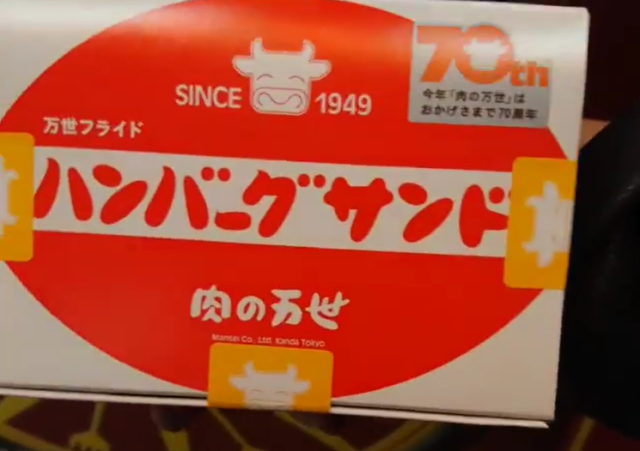 SINCE 1949
70th
今年「肉の万世」は
おかげさまで70周年
万世フライド
ハンバーグサンド
肉の万世
Mansei Co., Ltd. Kanda Tokyo